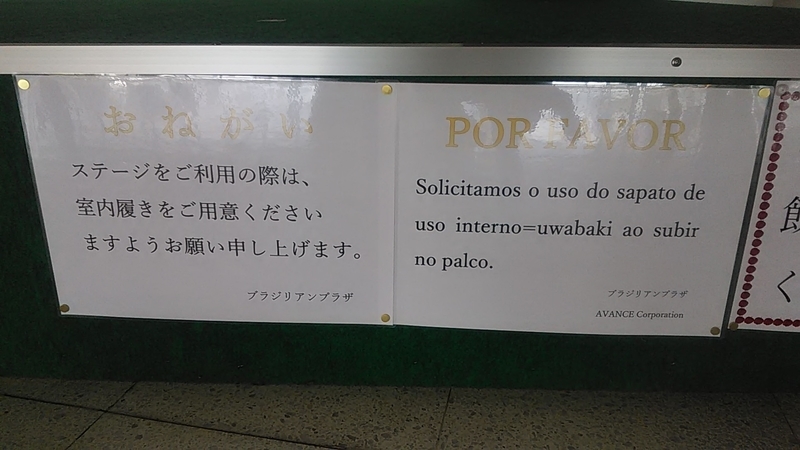 おねがい
ステージをご利用の際は、
室内履きをご用意ください
ますようお願い申し上げます。
ブラジリアンプラザ
POR FAVOR
Solicitamos o uso do sapato de
uso interno=uwabaki ao subir
no palco.
ブラジリアンプラザ
AVANCE Corporation
く